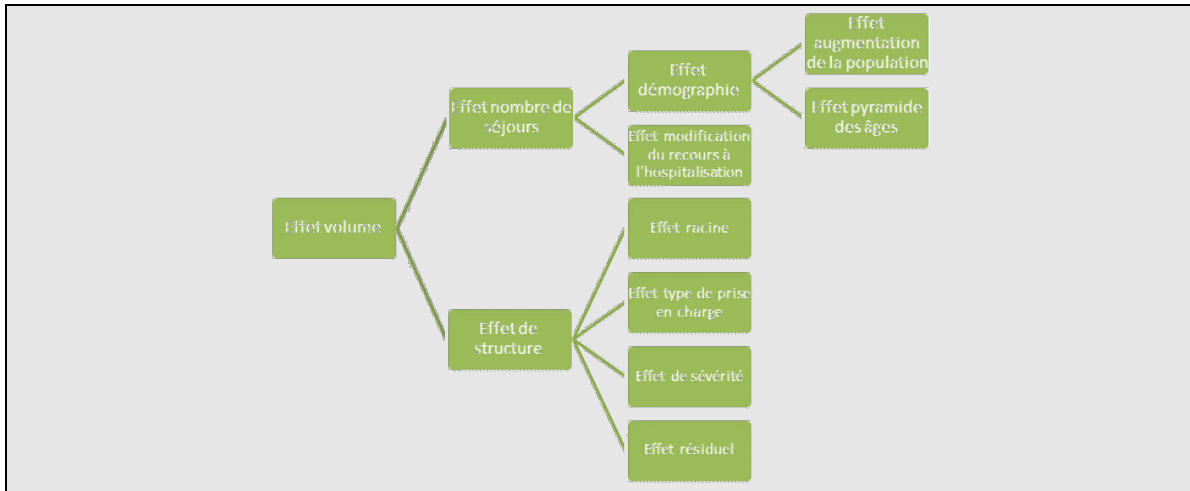 Effet volume
Effet nombre de
séjours
Effet
démographie
Effet
augmentation
de la population
Effet pyramide
des âges
Effet modification
du recours à
l'hospitalisation
Effet de
structure
Effet racine
Effet type de prise
en charge
Effet de sévérité
Effet résiduel